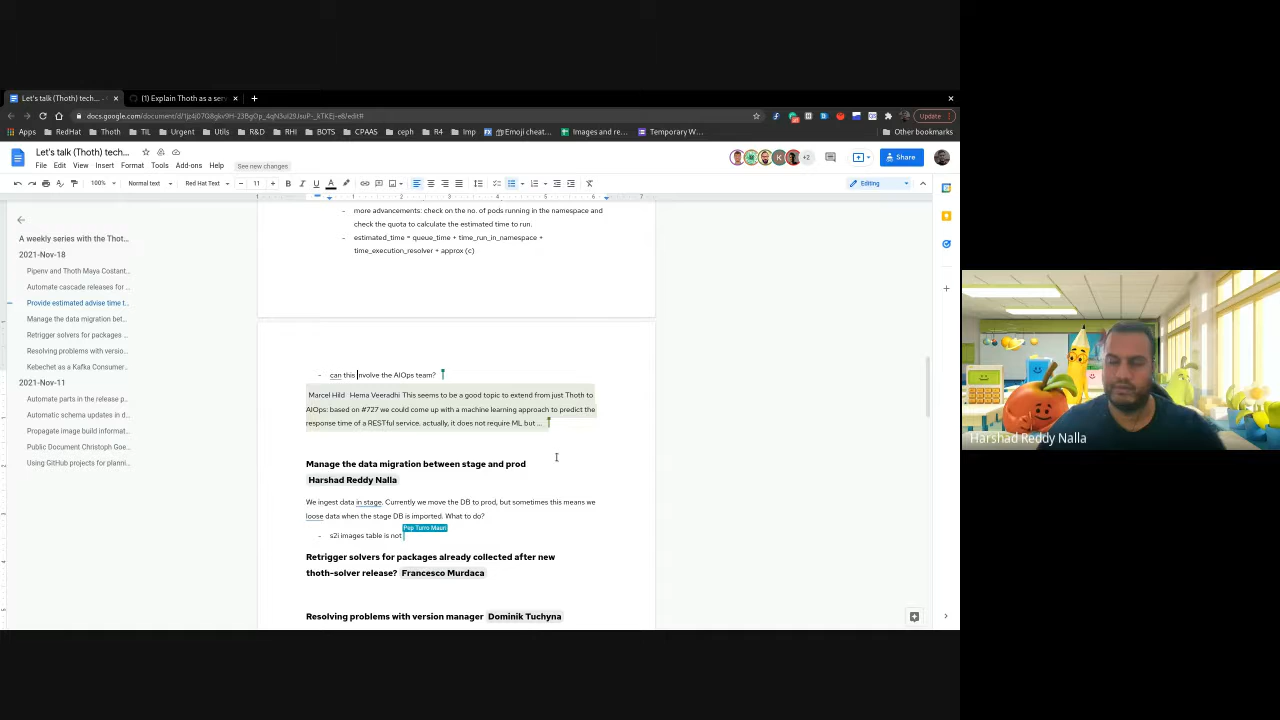 Let's talk (Thoth) tech...
(1) Explain Thoth as a ser
Update
Apps
RedHat
Thoth
TIL
Urgent
Utils
R&D
RHI
BOTS
CPAAS
ceph
R4
Imp
Emoji cheat...
Images and re...
Temporary W...
Other bookmarks
Let's talk (Thoth) tech...
File Edit View Insert Format Tools Add-ons Help
See new changes
+2
Share
100%
Normal text
Red Hat Text
11
Editing
A weekly series with the Thot...
2021-Nov-18
Pipenv and Thoth Maya Costant...
Automate cascade releases for ...
Provide estimated advise time t...
Manage the data migration bet...
Retrigger solvers for packages ...
Resolving problems with versio...
Kebechet as a Kafka Consumer...
2021-Nov-11
Automate parts in the release p...
Automatic schema updates in d...
Propagate image build informat...
Public Document Christoph Goe...
Using GitHub projects for planni...
- more advancements: check on the no. of pods running in the namespace and
check the quota to calculate the estimated time to run.
- estimated_time = queue_time + time_run_in_namespace +
time_execution_resolver + approx (c)
- can this involve the AIOps team?
Marcel Hild Hema Veeradhi This seems to be a good topic to extend from just Thoth to
AIOps: based on #727 we could come up with a machine learning approach to predict the
response time of a RESTful service. actually, it does not require ML but ...
Manage the data migration between stage and prod
Harshad Reddy Nalla
We ingest data in stage. Currently we move the DB to prod, but sometimes this means we
loose data when the stage DB is imported. What to do?
Pep Turro Mauri
- s2i images table is not
Retrigger solvers for packages already collected after new
thoth-solver release? Francesco Murdaca
Resolving problems with version manager Dominik Tuchyna
Harshad Reddy Nalla